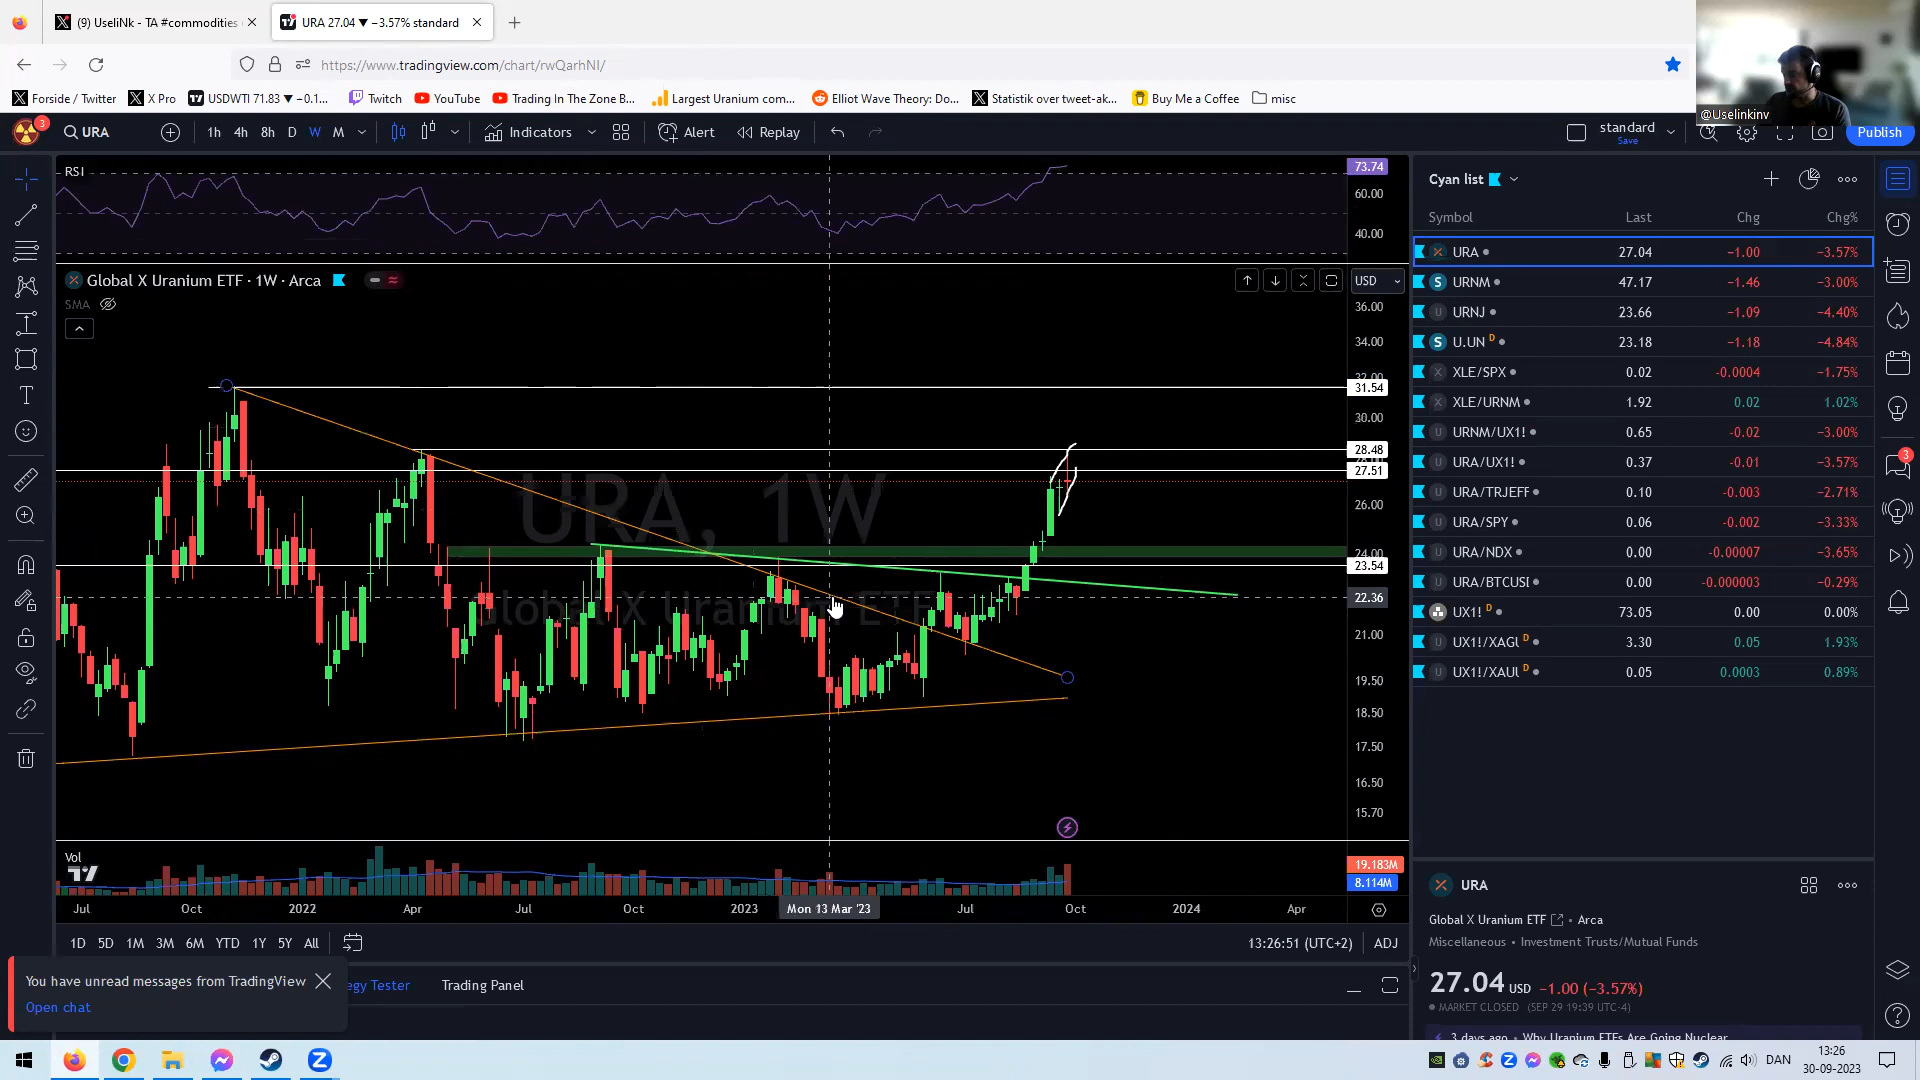 (9) UseliNk - TA #commodities
URA 27.04 ▼ −3.57% standard
https://www.tradingview.com/chart/rwQarhNI/
Forside / Twitter
X Pro
USDWTI 71.83 ▼ −0.1...
Twitch
YouTube
Trading In The Zone B...
Largest Uranium com...
Elliot Wave Theory: Do...
Statistik over tweet-ak...
Buy Me a Coffee
misc
@Uselinkinv
3
URA
1h 4h 8h D W M
Indicators
Alert
Replay
standard
Save
Publish
RSI
73.74
60.00
40.00
Global X Uranium ETF · 1W · Arca
USD
SMA
36.00
34.00
32.00
31.54
30.00
28.48
27.51
26.00
24.00
23.54
22.36
21.00
19.50
18.50
17.50
16.50
15.70
URA, 1W
Global X Uranium ETF
Vol
19.183M
8.114M
Jul Oct 2022 Apr Jul Oct 2023 Mon 13 Mar '23 Jul Oct 2024 Apr
1D 5D 1M 3M 6M YTD 1Y 5Y All
13:26:51 (UTC+2) ADJ
You have unread messages from TradingView
Open chat
egy Tester
Trading Panel
Cyan list
Symbol Last Chg Chg%
URA 27.04 −1.00 −3.57%
URNM 47.17 −1.46 −3.00%
URNJ 23.66 −1.09 −4.40%
U.UN D 23.18 −1.18 −4.84%
XLE/SPX 0.02 -0.0004 −1.75%
XLE/URNM 1.92 0.02 1.02%
URNM/UX1! 0.65 -0.02 −3.00%
URA/UX1! 0.37 -0.01 −3.57%
URA/TRJEFF 0.10 -0.003 −2.71%
URA/SPY 0.06 -0.002 −3.33%
URA/NDX 0.00 -0.00007 −3.65%
URA/BTCUSI 0.00 -0.000003 −0.29%
UX1! D 73.05 0.00 0.00%
UX1!/XAGU D 3.30 0.05 1.93%
UX1!/XAUU D 0.05 0.0003 0.89%
3
URA
Global X Uranium ETF • Arca
Miscellaneous • Investment Trusts/Mutual Funds
27.04 USD −1.00 (−3.57%)
MARKET CLOSED (SEP 29 19:39 UTC-4)
3 days ago • Why Uranium ETFs Are Going Nuclear
DAN
13:26
30-09-2023